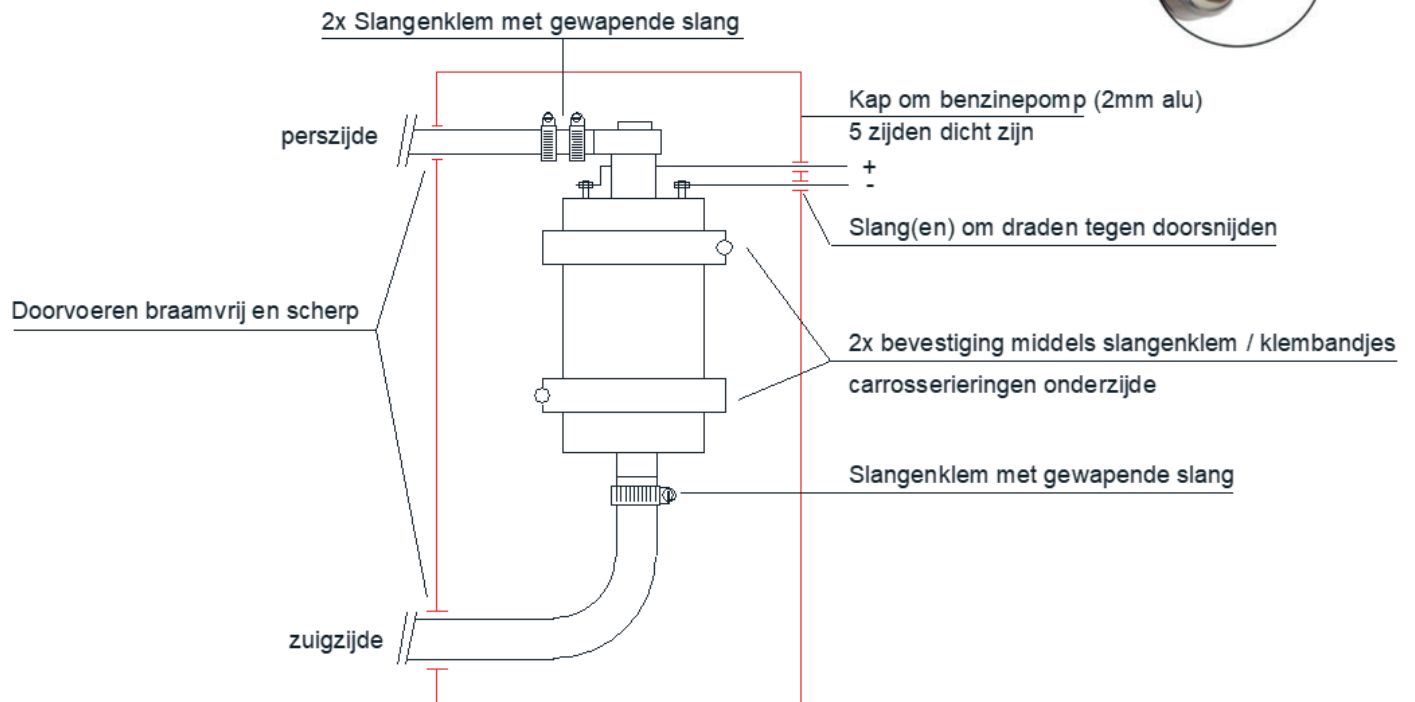 2x Slangenklem met gewapende slang
perszijde
Kap om benzinepomp (2mm alu)
5 zijden dicht zijn
+
-
Slang(en) om draden tegen doorsnijden
Doorvoeren braamvrij en scherp
2x bevestiging middels slangenklem / klembandjes
carrosserieringen onderzijde
Slangenklem met gewapende slang
zuigzijde